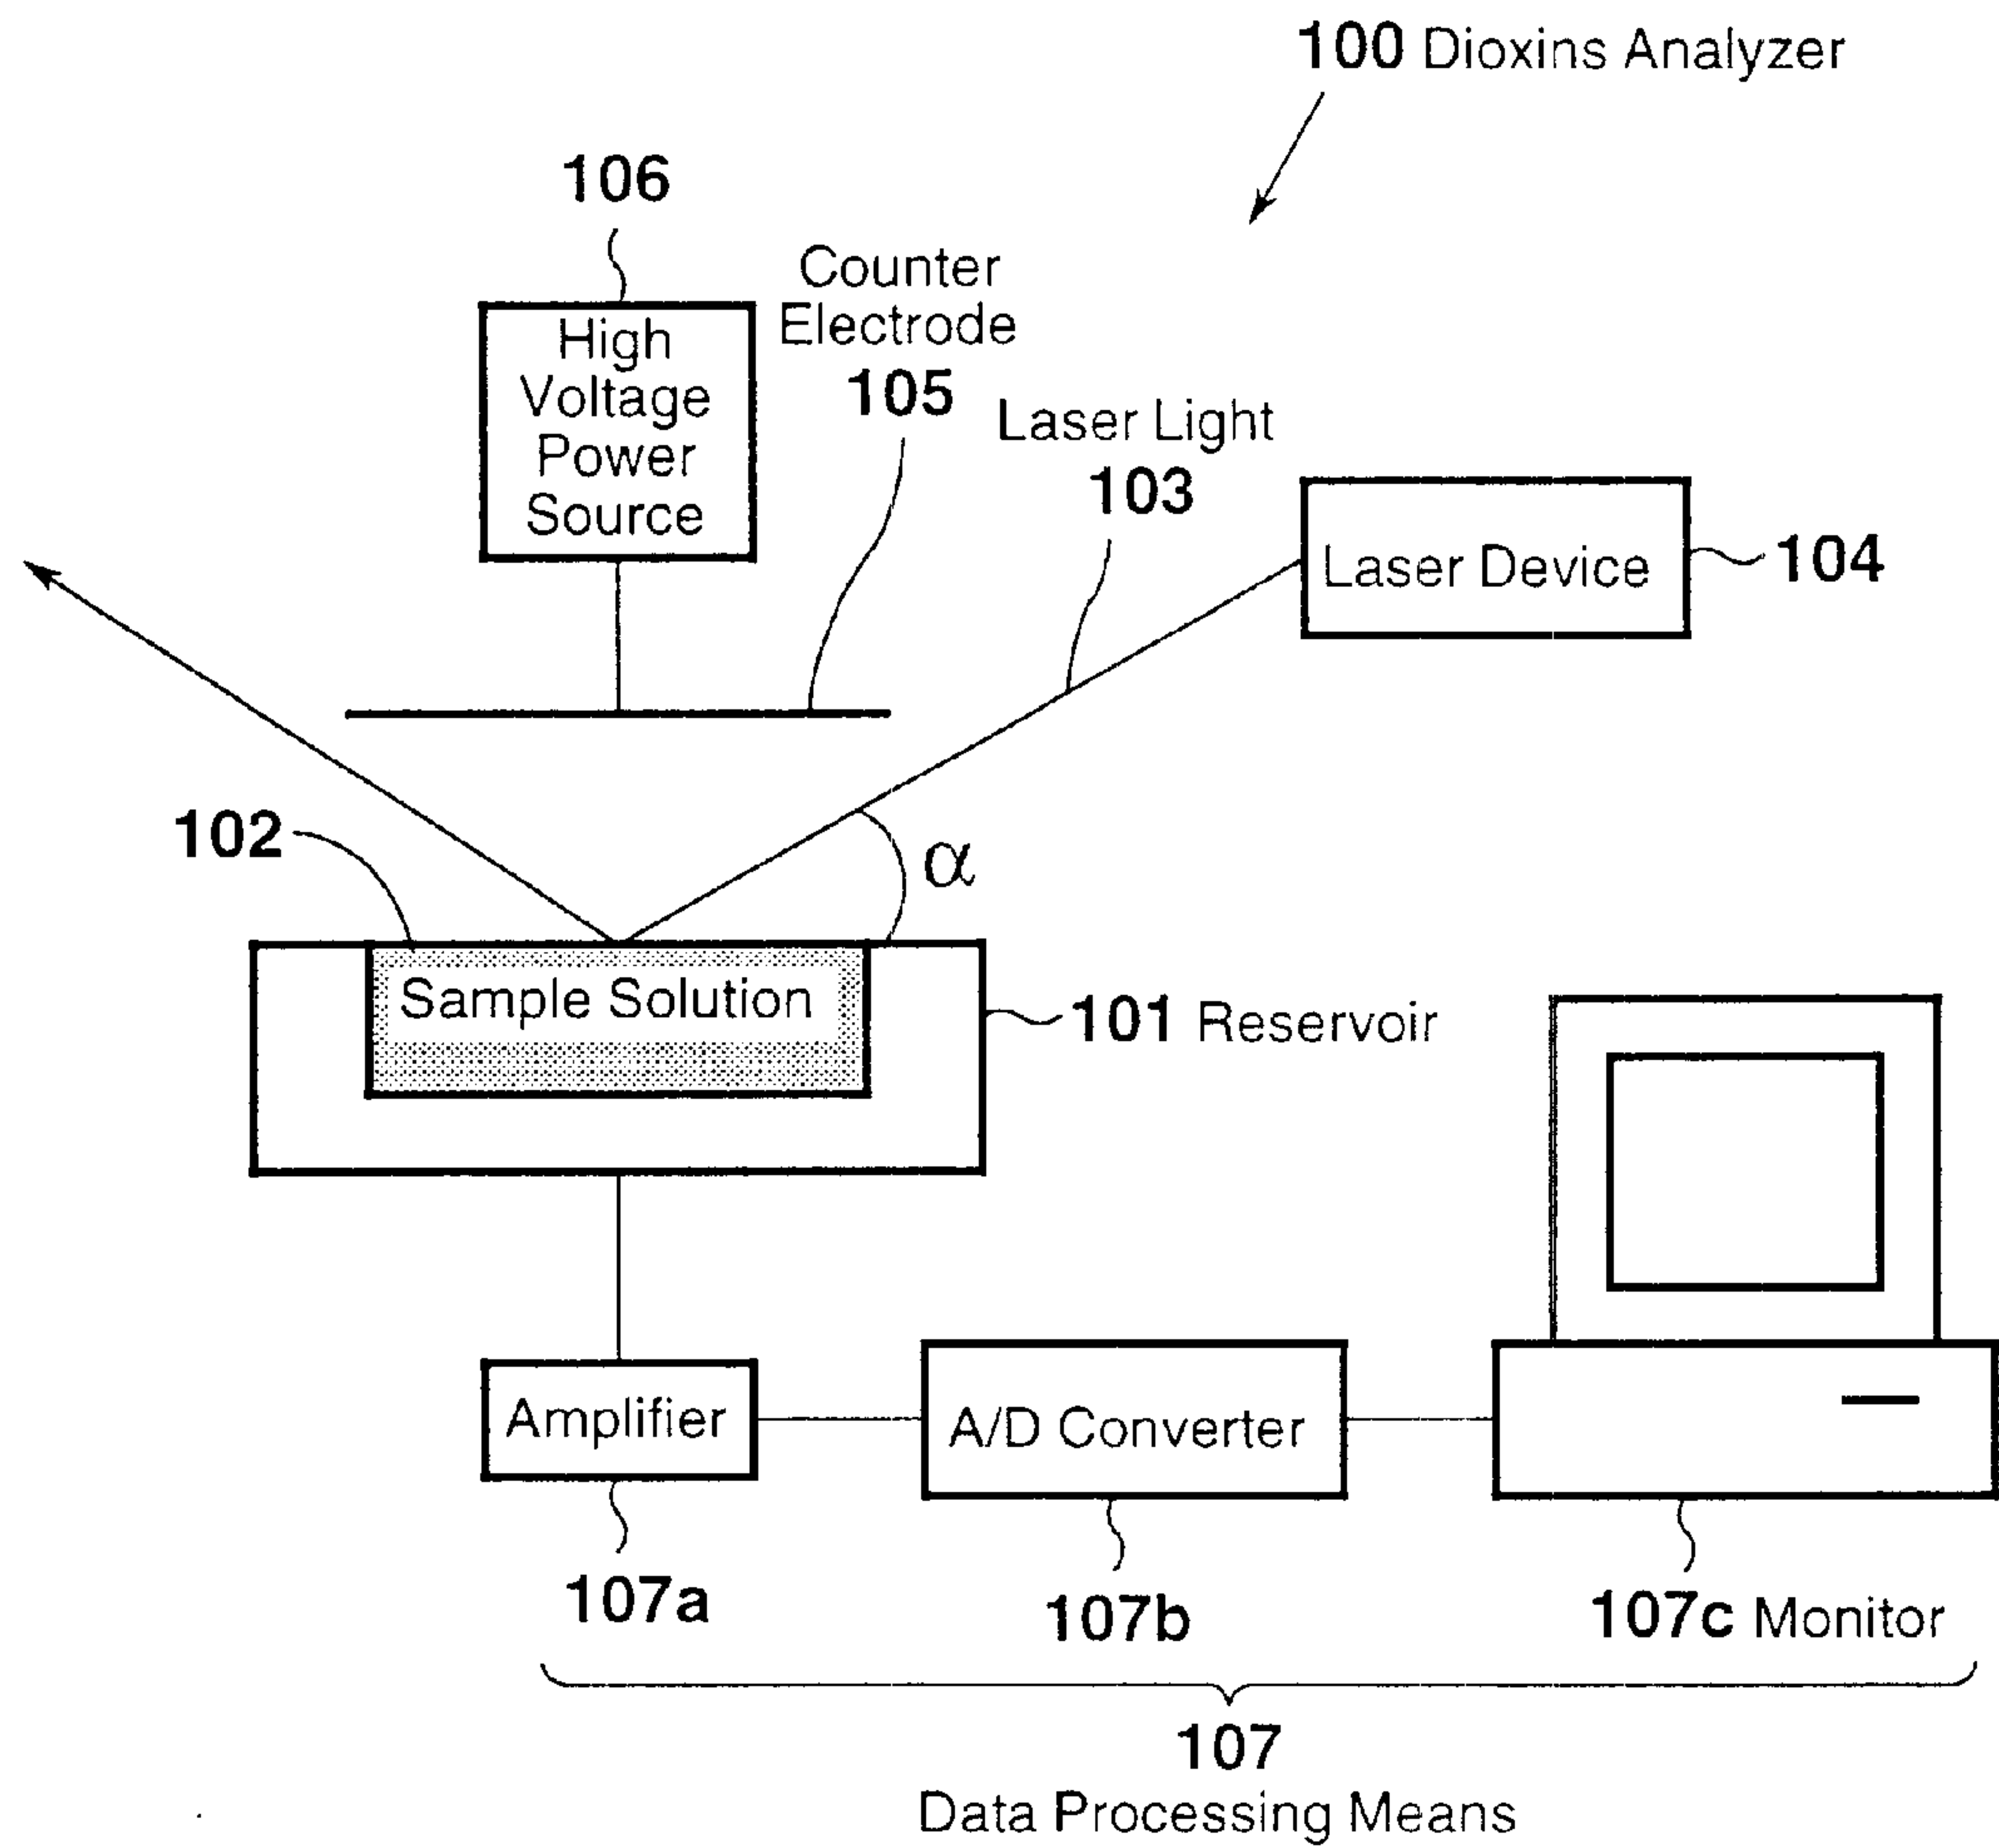 100 Dioxins Analyzer
106
High
Voltage
Power
Source
Counter
Electrode
105
Laser Light
103
Laser Device
104
102
α
Sample Solution
101 Reservoir
Amplifier
A/D Converter
107a
107b
107c Monitor
107
Data Processing Means